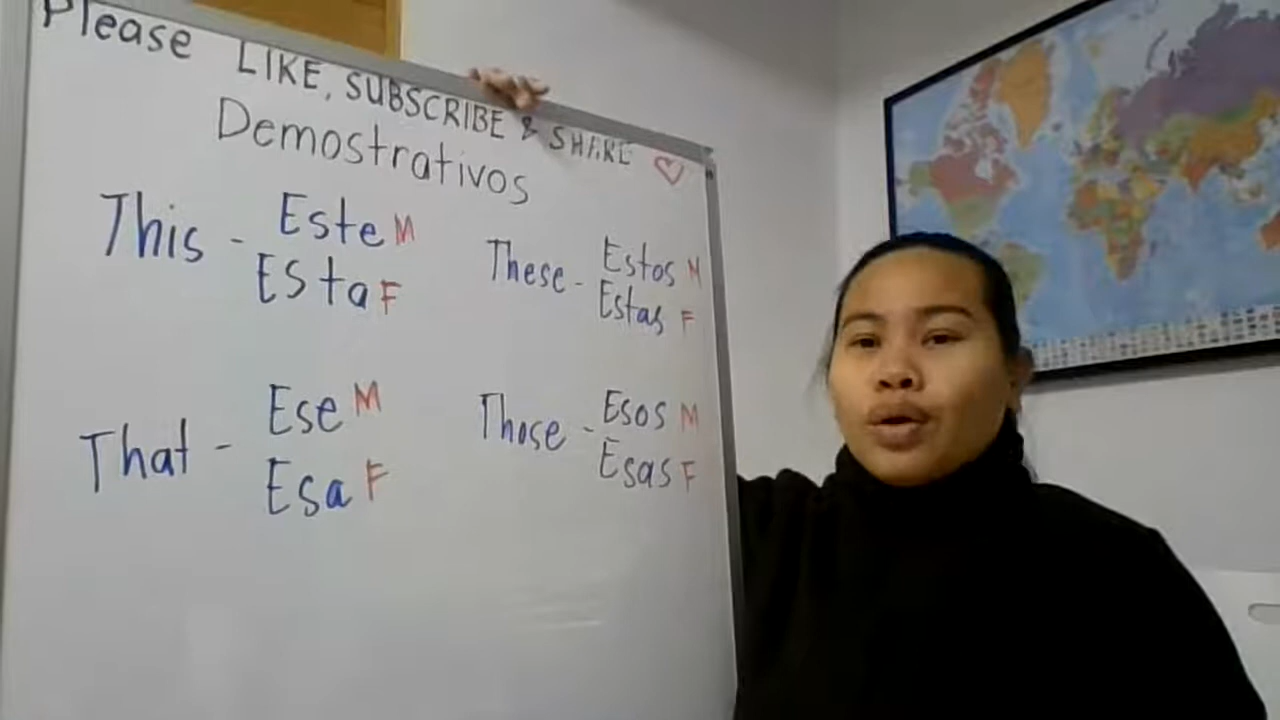 Please LIKE, SUBSCRIBE & SHARE
Demostrativos
This - Este M
Esta F
These - Estos M
Estas F
That - Ese M
Esa F
Those - Esos M
Esas F